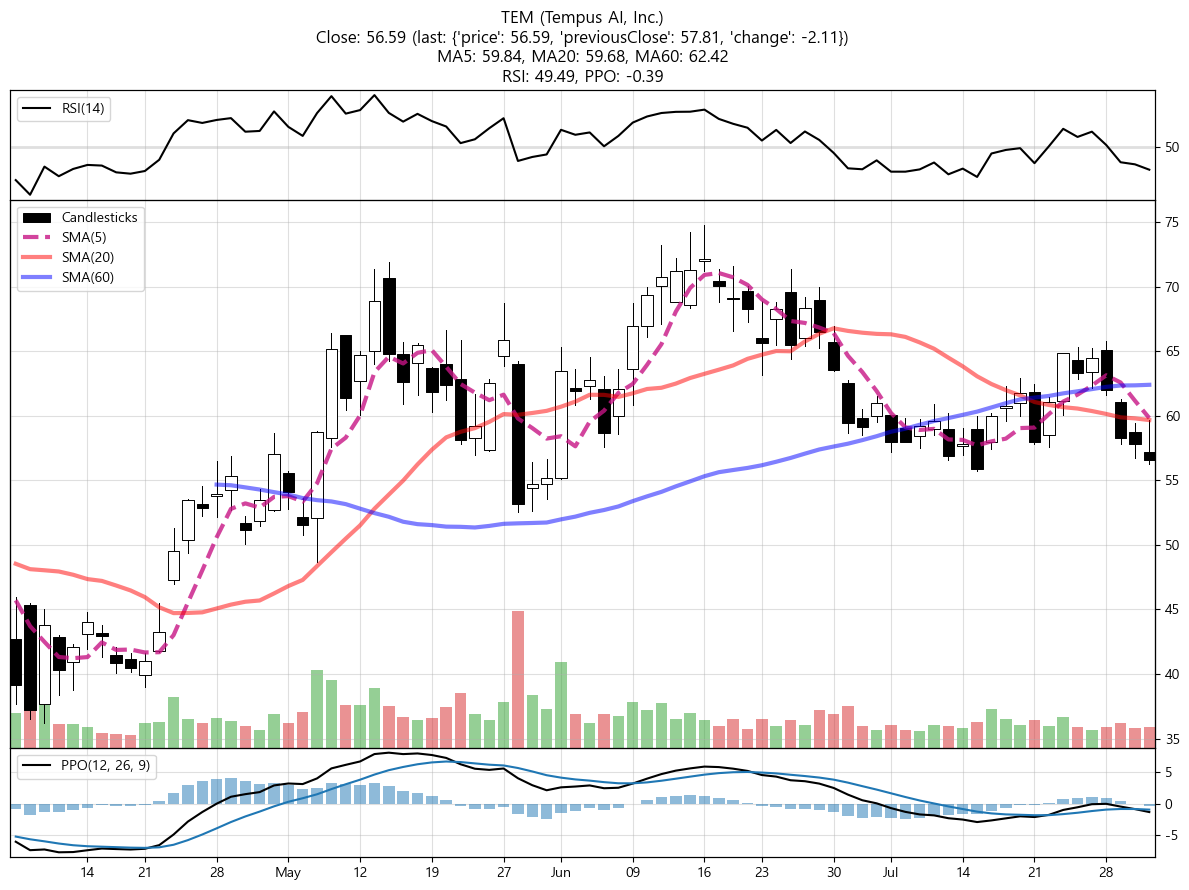 TEM (Tempus AI, Inc.)
Close: 56.59 (last: {'price': 56.59, 'previousClose': 57.81, 'change': -2.11})
MA5: 59.84, MA20: 59.68, MA60: 62.42
RSI: 49.49, PPO: -0.39
RSI(14)
50
Candlesticks
SMA(5)
SMA(20)
SMA(60)
75
70
65
60
55
50
45
40
35
PPO(12, 26, 9)
5
0
-5
14 21 28 May 12 19 27 Jun 09 16 23 30 Jul 14 21 28